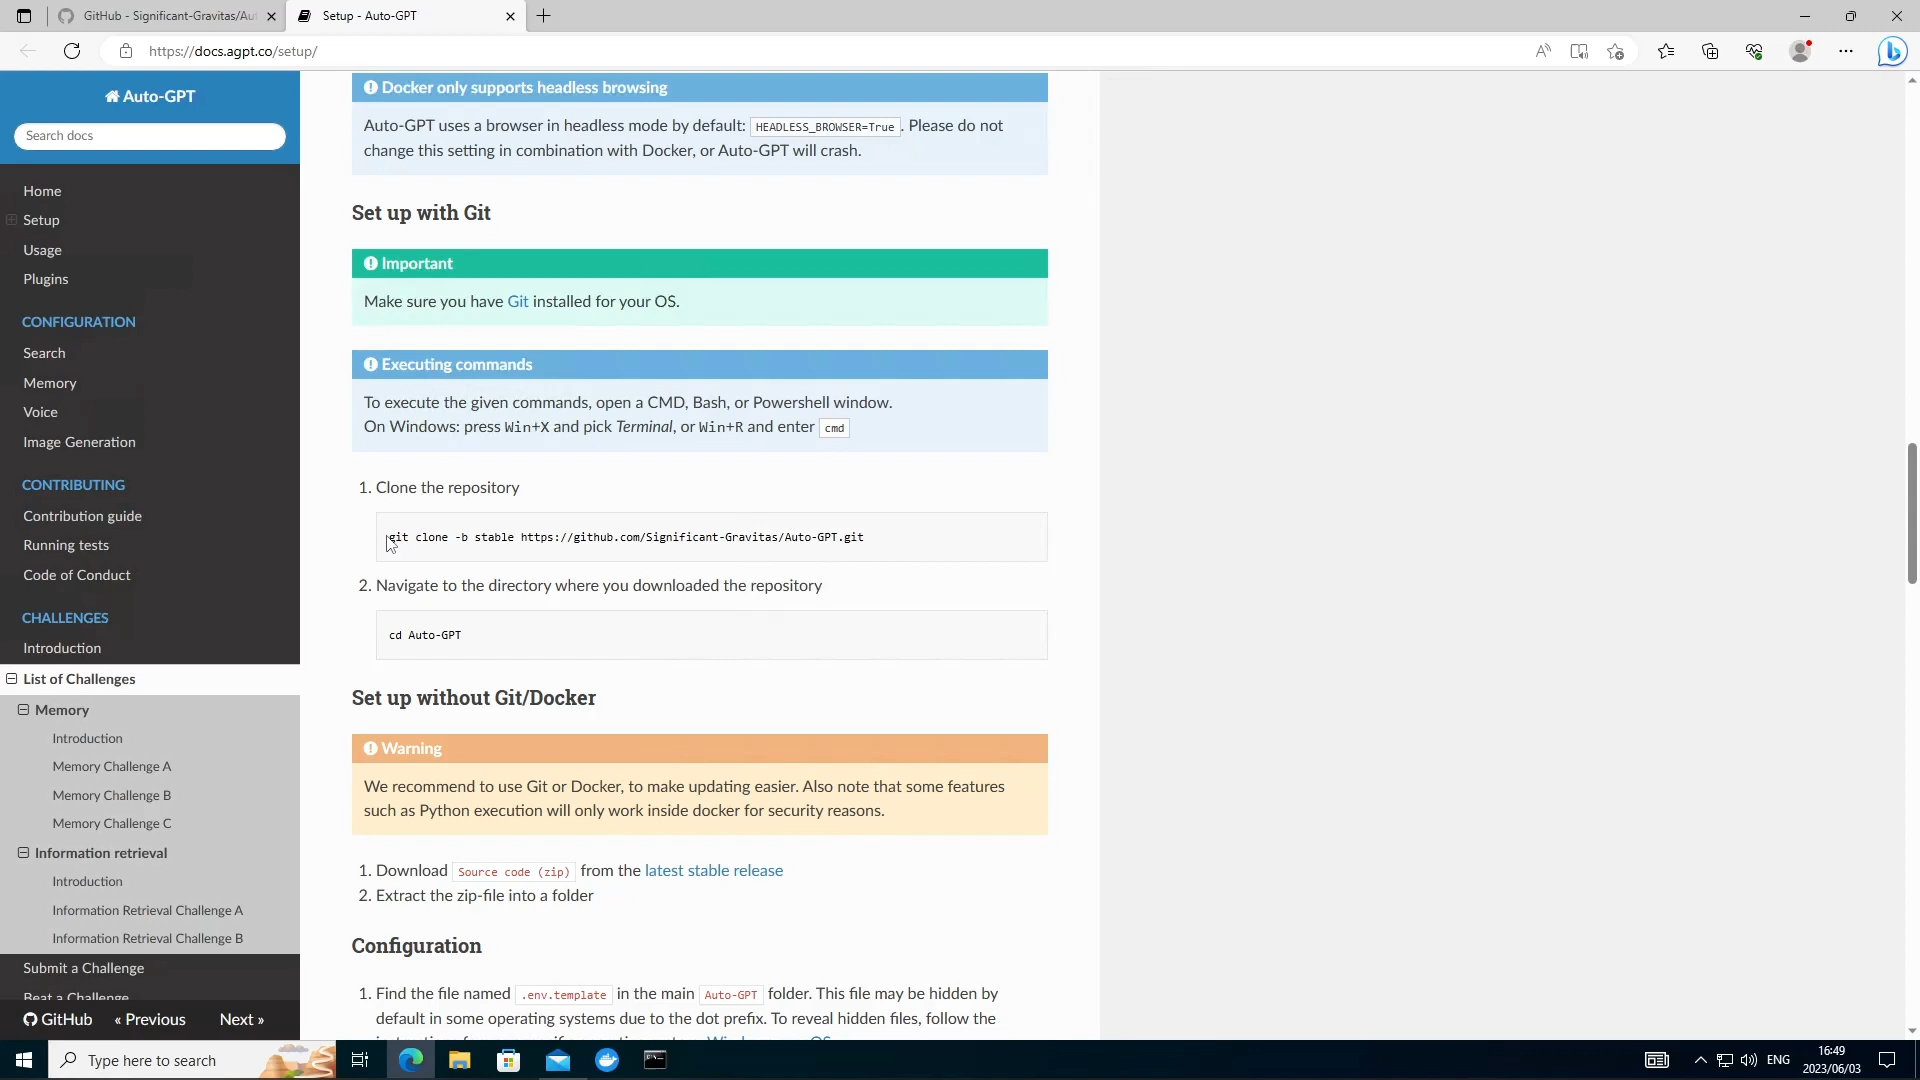 GitHub - Significant-Gravitas/Au
Setup - Auto-GPT
https://docs.agpt.co/setup/
Auto-GPT
Search docs
Home
Setup
Usage
Plugins
CONFIGURATION
Search
Memory
Voice
Image Generation
CONTRIBUTING
Contribution guide
Running tests
Code of Conduct
CHALLENGES
Introduction
List of Challenges
Memory
Introduction
Memory Challenge A
Memory Challenge B
Memory Challenge C
Information retrieval
Introduction
Information Retrieval Challenge A
Information Retrieval Challenge B
Submit a Challenge
Beat a Challenge
GitHub « Previous Next »
Docker only supports headless browsing
Auto-GPT uses a browser in headless mode by default: HEADLESS_BROWSER=True. Please do not
change this setting in combination with Docker, or Auto-GPT will crash.
Set up with Git
Important
Make sure you have Git installed for your OS.
Executing commands
To execute the given commands, open a CMD, Bash, or Powershell window.
On Windows: press Win+X and pick Terminal, or Win+R and enter cmd
1. Clone the repository
git clone -b stable https://github.com/Significant-Gravitas/Auto-GPT.git
2. Navigate to the directory where you downloaded the repository
cd Auto-GPT
Set up without Git/Docker
Warning
We recommend to use Git or Docker, to make updating easier. Also note that some features
such as Python execution will only work inside docker for security reasons.
1. Download Source code (zip) from the latest stable release
2. Extract the zip-file into a folder
Configuration
1. Find the file named .env.template in the main Auto-GPT folder. This file may be hidden by
default in some operating systems due to the dot prefix. To reveal hidden files, follow the
Type here to search
ENG
16:49
2023/06/03